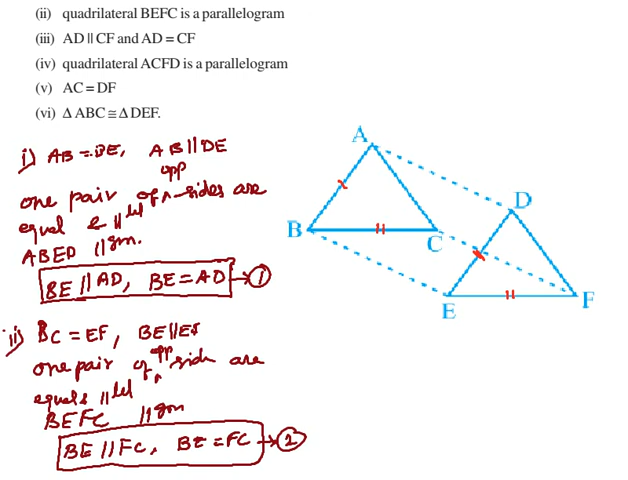 (ii) quadrilateral BEFC is a parallelogram
(iii) AD || CF and AD = CF
(iv) quadrilateral ACFD is a parallelogram
(v) AC = DF
(vi) Δ ABC ≅ Δ DEF.
i) AB = DE, AB || DE
opp
one pair of ^ sides are
equal & ||lel
ABED ||gm.
BE || AD, BE = AD → ①
ii) BC = EF, BE || EF
opp
one pair of ^ side are
equal & ||lel
BEFC ||gm
BE || FC, BE = FC → ②
A
D
B
C
E
F